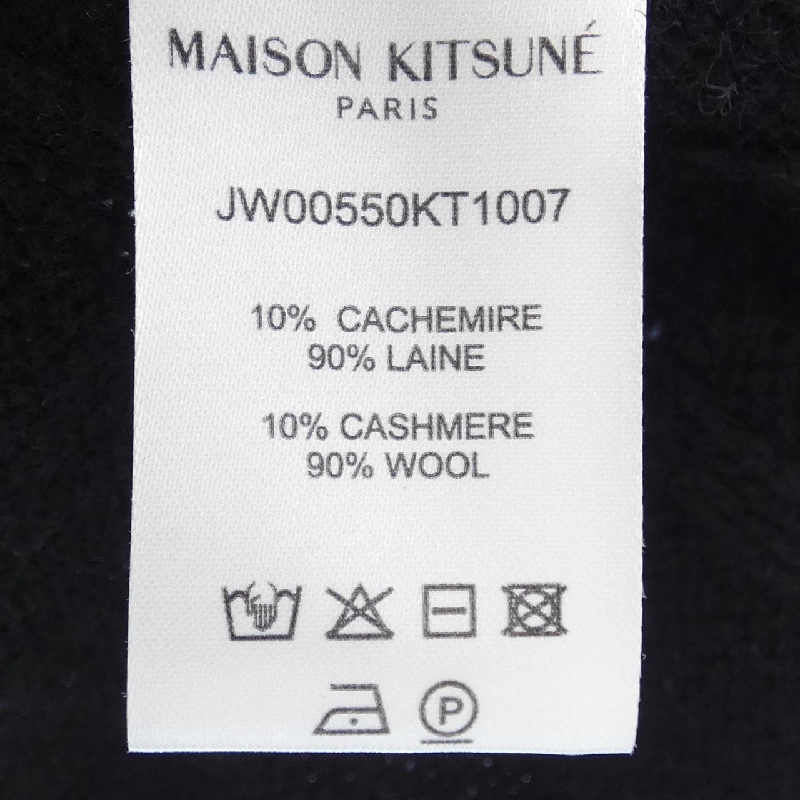 MAISON KITSUNÉ
PARIS
JW00550KT1007
10% CACHEMIRE
90% LAINE
10% CASHMERE
90% WOOL
P